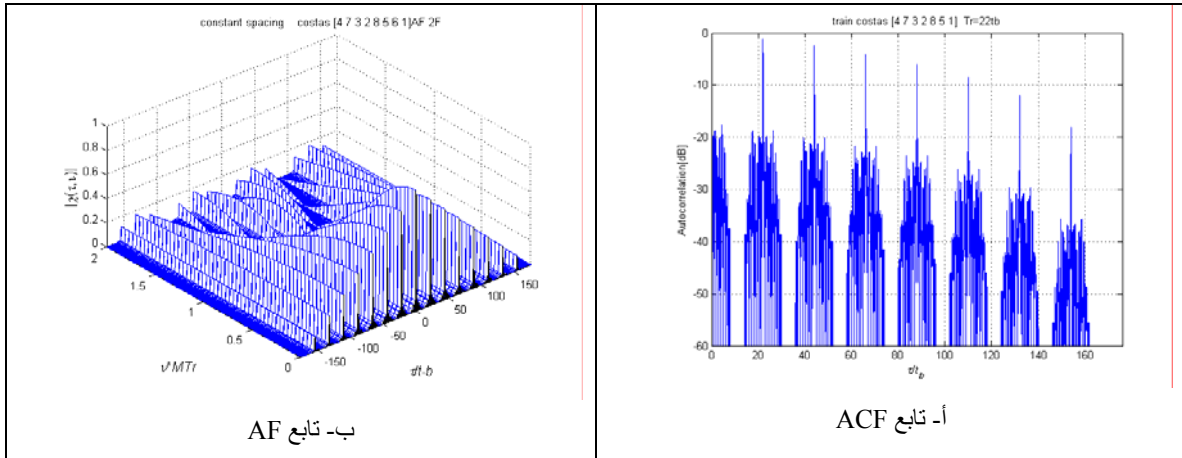 constant spacing costas [4 7 3 2 8 5 6 1]AF 2F
1
0.8
0.6
0.4
0.2
0
|χ(τ,ν)|
2
1.5
1
0.5
0
ν*MTr
-150
-100
-50
0
50
100
150
τ/t-b
ب- تابع AF
train costas [4 7 3 2 8 5 1] Tr=22tb
0
-10
-20
-30
-40
-50
-60
Autocorrelation[dB]
0 20 40 60 80 100 120 140 160
τ/t_b
أ- تابع ACF